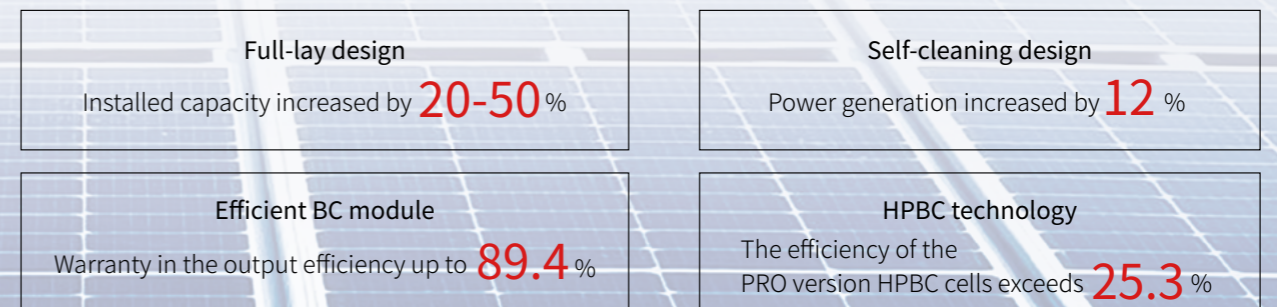 Full-lay design
Installed capacity increased by 20-50 %
Self-cleaning design
Power generation increased by 12 %
Efficient BC module
Warranty in the output efficiency up to 89.4 %
HPBC technology
The efficiency of the
PRO version HPBC cells exceeds 25.3 %